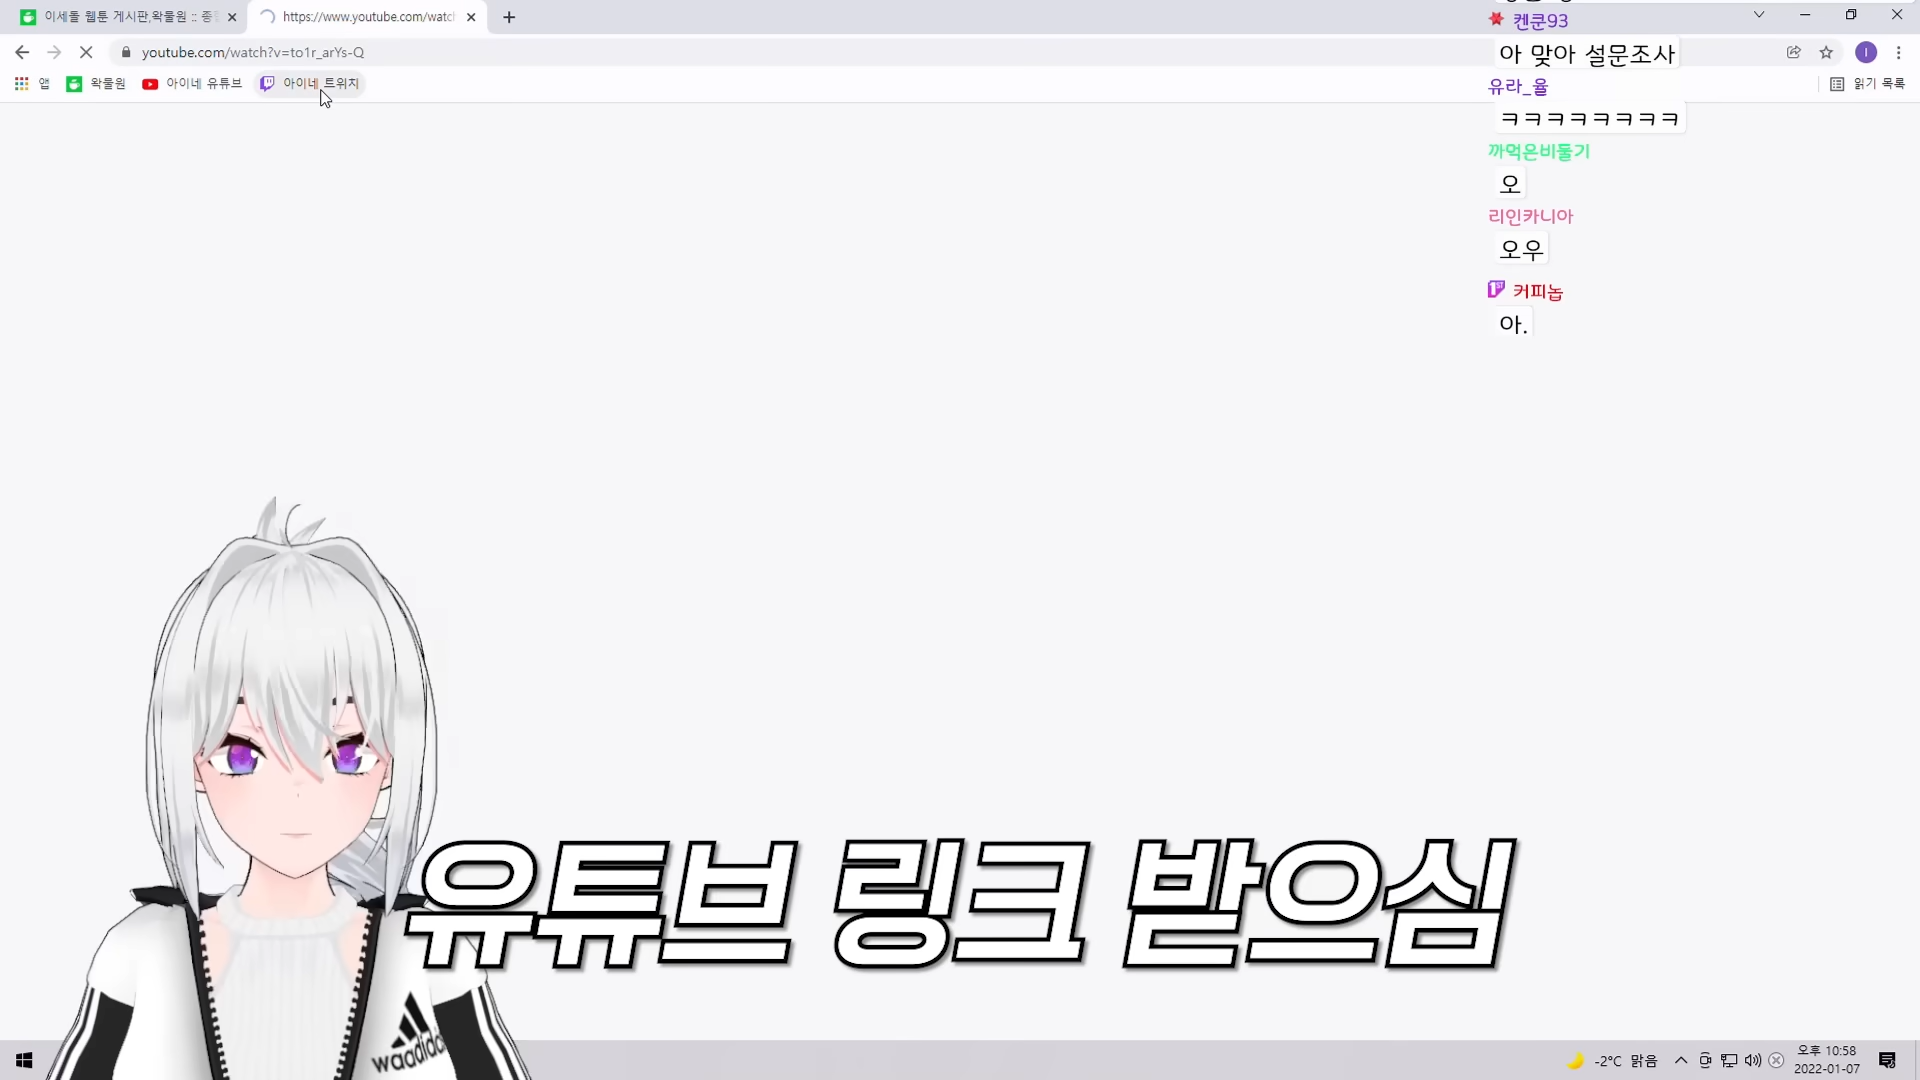 이세돌 웹툰 게시판,왁물원 :: 종
https://www.youtube.com/watc
youtube.com/watch?v=to1r_arYs-Q
앱
왁물원
아이네 유튜브
아이네 트위치
읽기 목록
켄쿤93
아 맞아 설문조사
유라_율
ㅋㅋㅋㅋㅋㅋㅋㅋ
까먹은비둘기
오
리인카니아
오우
커피놉
아.
유튜브 링크 받으심
waadida
-2°C 맑음
오후 10:58
2022-01-07